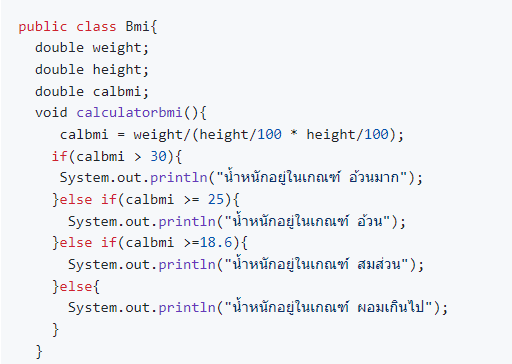 public class Bmi{
double weight;
double height;
double calbmi;
void calculatorbmi(){
calbmi = weight/(height/100 * height/100);
if(calbmi > 30){
System.out.println("น้ำหนักอยู่ในเกณฑ์ อ้วนมาก");
}else if(calbmi >= 25){
System.out.println("น้ำหนักอยู่ในเกณฑ์ อ้วน");
}else if(calbmi >=18.6){
System.out.println("น้ำหนักอยู่ในเกณฑ์ สมส่วน");
}else{
System.out.println("น้ำหนักอยู่ในเกณฑ์ ผอมเกินไป");
}
}